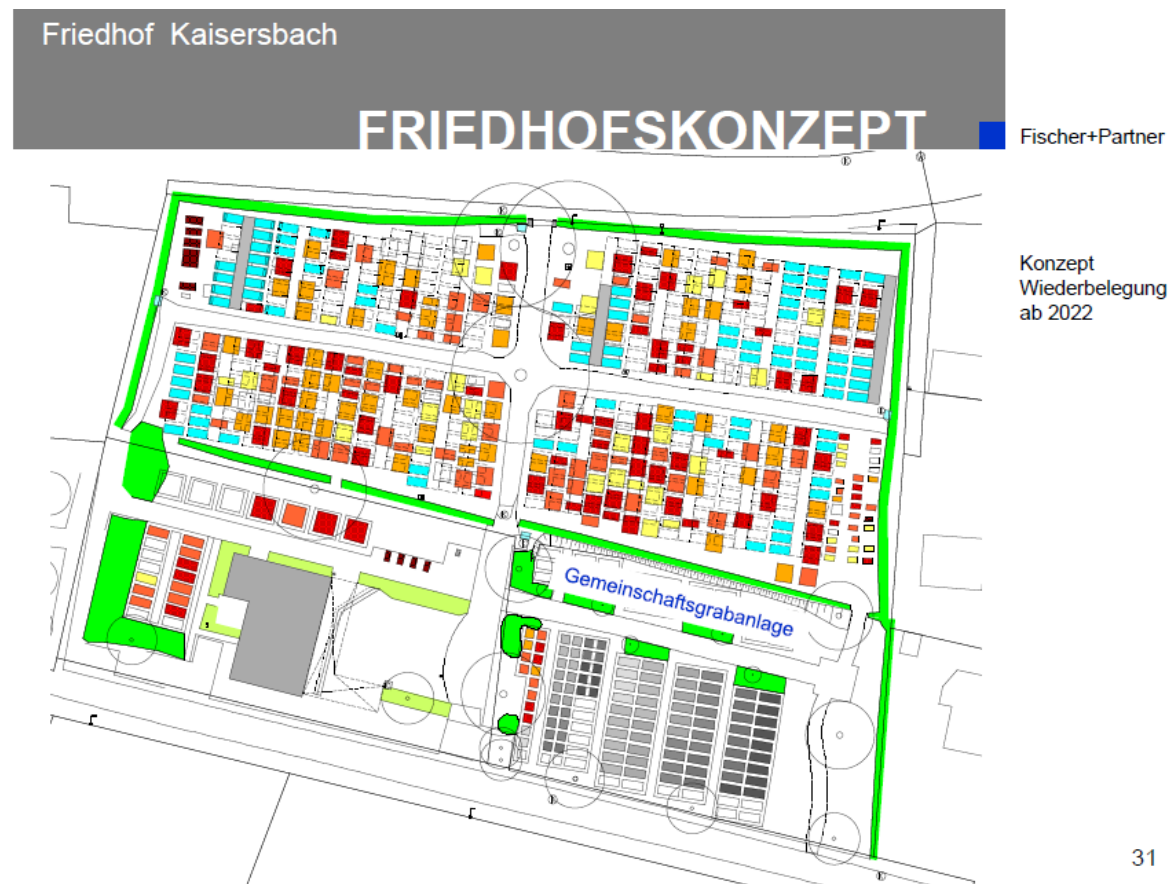 Friedhof Kaisersbach
FRIEDHOFSKONZEPT
Fischer+Partner
Konzept
Wiederbelegung
ab 2022
Gemeinschaftsgrabanlage
31